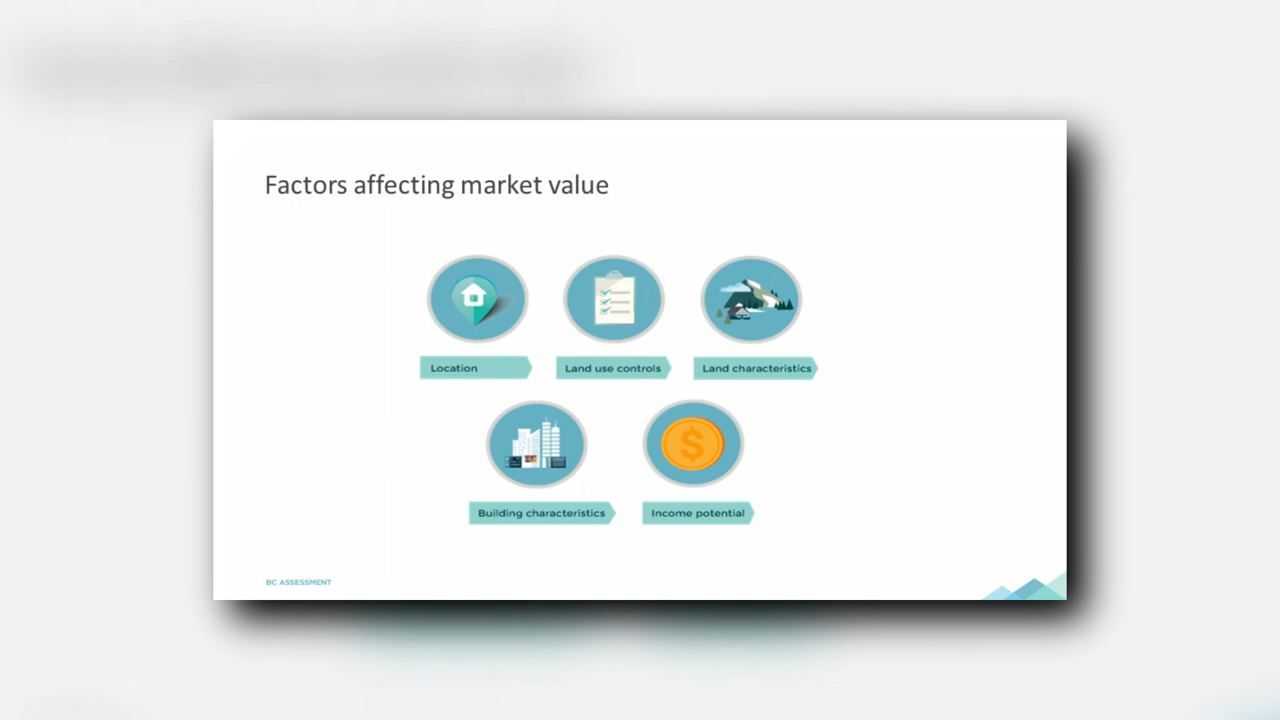 Factors affecting market value
Location
Land use controls
Land characteristics
$
Building characteristics
Income potential
BC ASSESSMENT